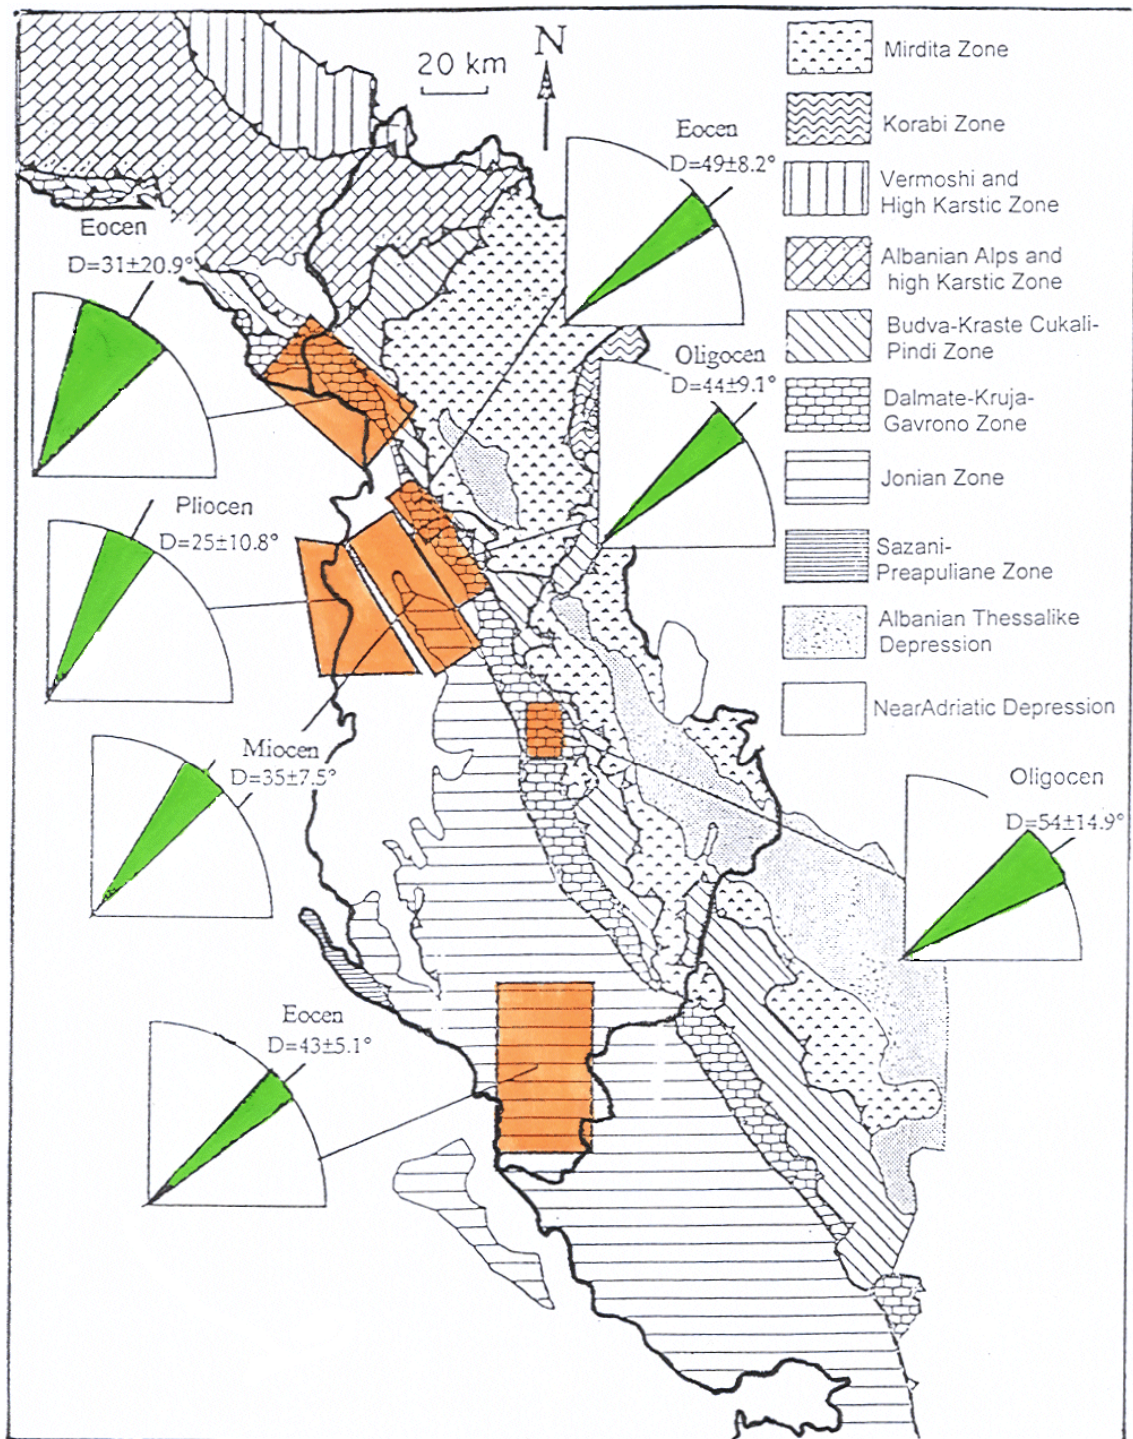 N
20 km
Mirdita Zone
Korabi Zone
Vermoshi and
High Karstic Zone
Albanian Alps and
high Karstic Zone
Budva-Kraste Cukali-
Pindi Zone
Dalmate-Kruja-
Gavrono Zone
Jonian Zone
Sazani-
Preapuliane Zone
Albanian Thessalike
Depression
NearAdriatic Depression
Eocen
D=49±8.2°
Eocen
D=31±20.9°
Oligocen
D=44±9.1°
Pliocen
D=25±10.8°
Miocen
D=35±7.5°
Oligocen
D=54±14.9°
Eocen
D=43±5.1°